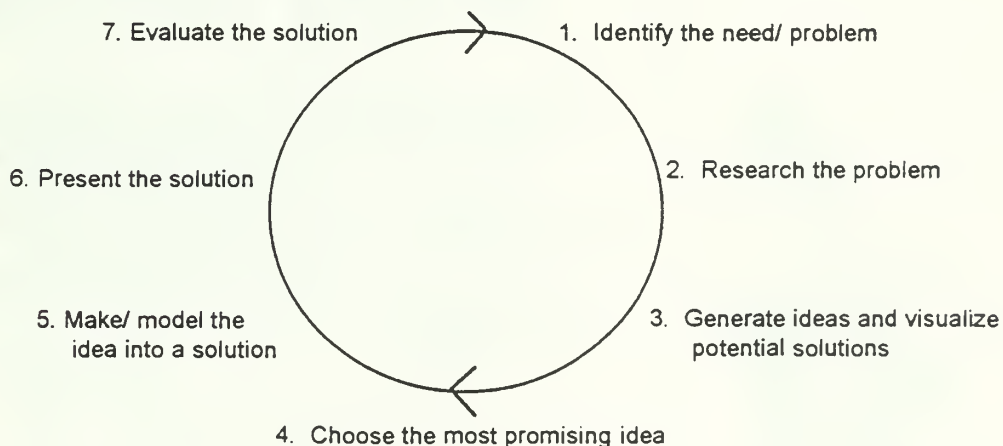 1. Identify the need/ problem
2. Research the problem
3. Generate ideas and visualize
potential solutions
4. Choose the most promising idea
5. Make/ model the
idea into a solution
6. Present the solution
7. Evaluate the solution